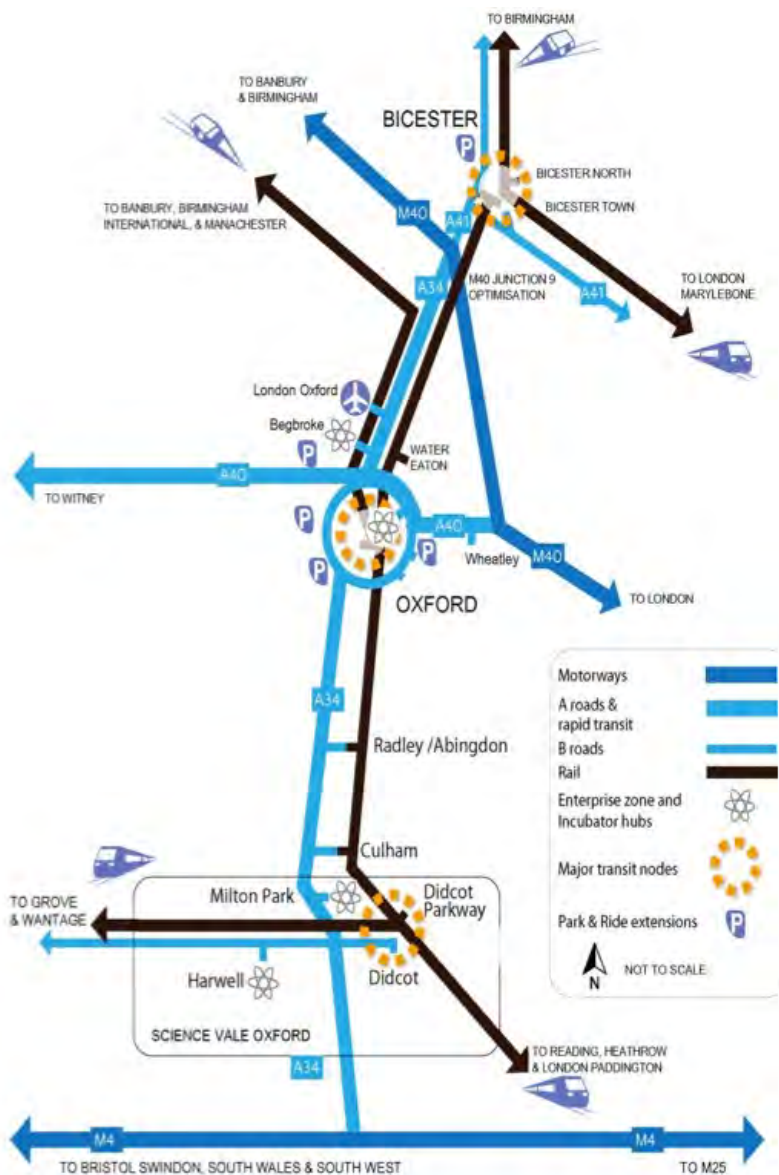 TO BIRMINGHAM
TO BANBURY
& BIRMINGHAM
BICESTER
P
BICESTER NORTH
BICESTER TOWN
TO BANBURY, BIRMINGHAM
INTERNATIONAL, & MANACHESTER
M40
A41
A34
M40 JUNCTION 9
OPTIMISATION
A41
TO LONDON
MARYLEBONE
London Oxford
Begbroke
P
WATER
EATON
A40
TO WITNEY
P
A40
P
Wheatley
M40
P
OXFORD
TO LONDON
Motorways
A roads &
rapid transit
B roads
Rail
Enterprise zone and
Incubator hubs
Major transit nodes
Park & Ride extensions
P
N
NOT TO SCALE
A34
Radley /Abingdon
Culham
TO GROVE
& WANTAGE
Milton Park
Didcot
Parkway
Harwell
Didcot
SCIENCE VALE OXFORD
A34
TO READING, HEATHROW
& LONDON PADDINGTON
M4
M4
TO BRISTOL SWINDON, SOUTH WALES & SOUTH WEST
TO M25